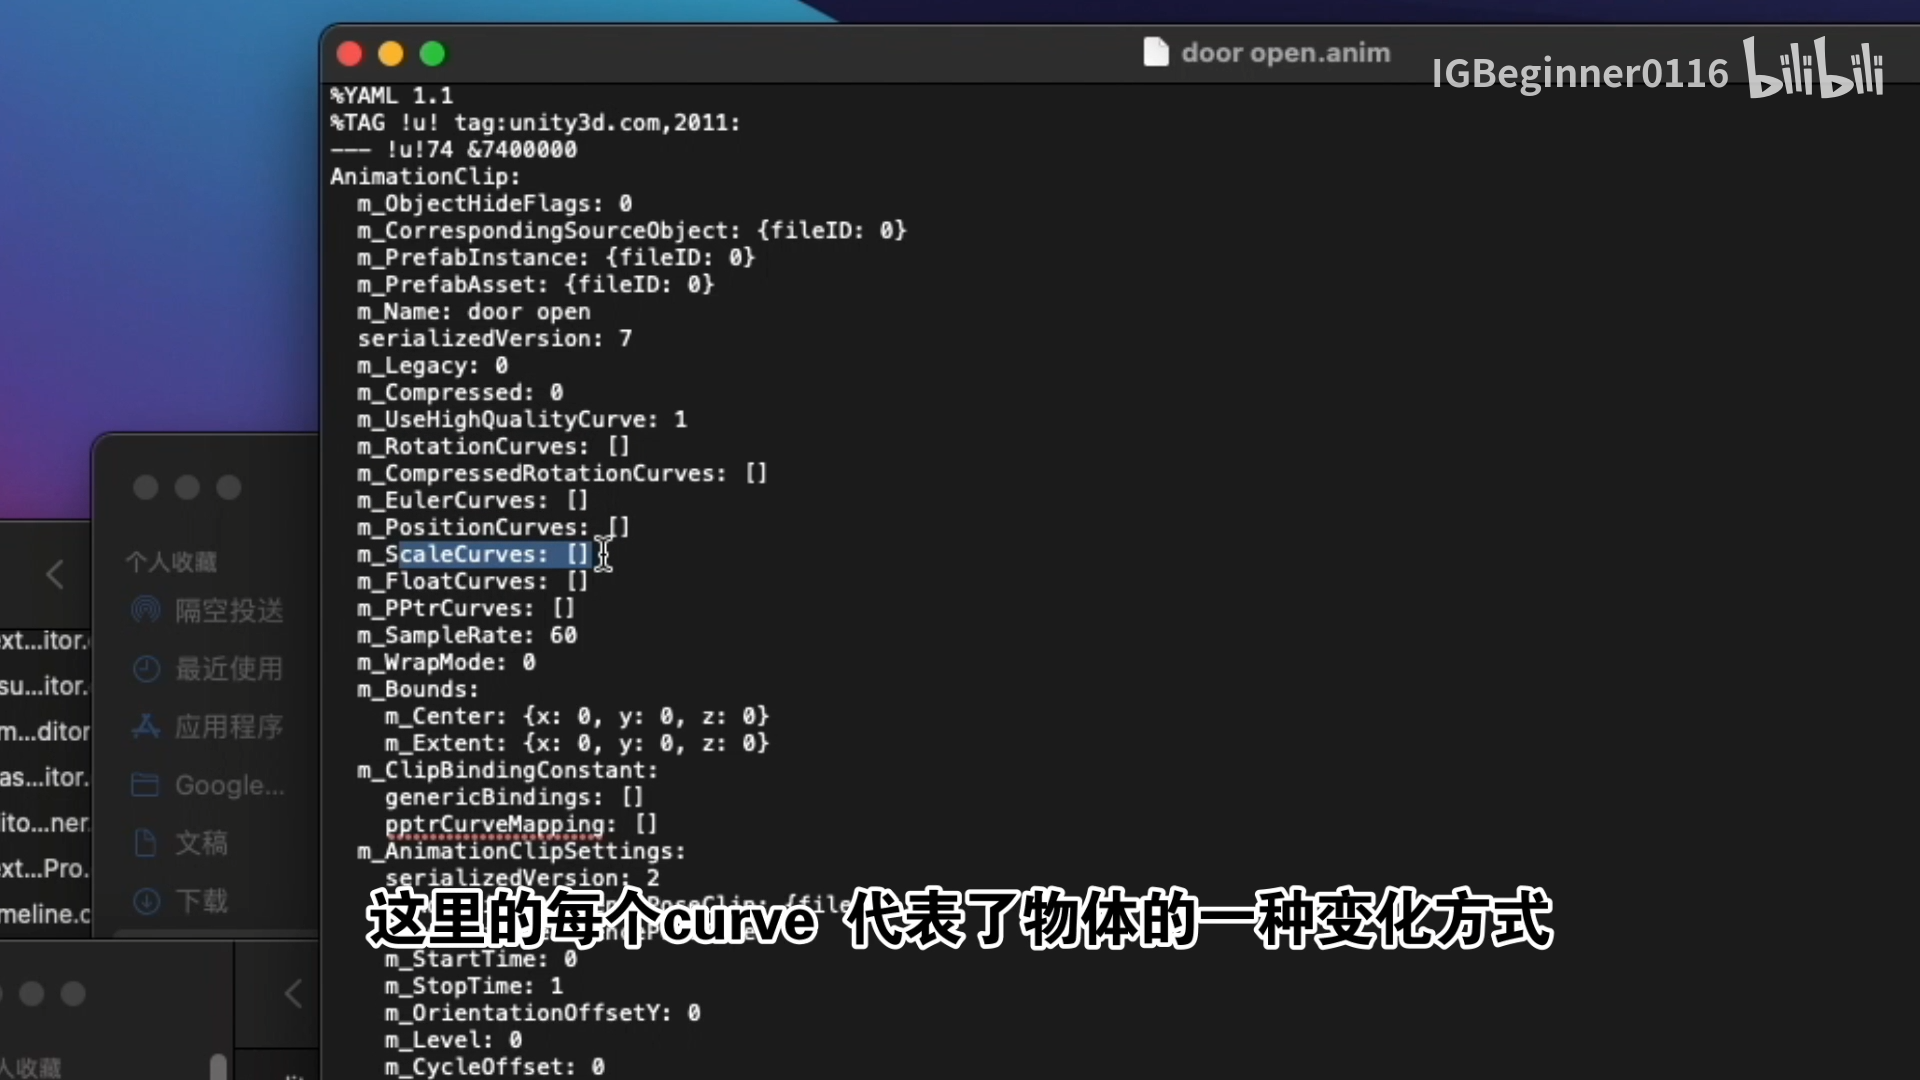 door open.anim
IGBeginner0116 bilibili
%YAML 1.1
%TAG !u! tag:unity3d.com,2011:
--- !u!74 &7400000
AnimationClip:
m_ObjectHideFlags: 0
m_CorrespondingSourceObject: {fileID: 0}
m_PrefabInstance: {fileID: 0}
m_PrefabAsset: {fileID: 0}
m_Name: door open
serializedVersion: 7
m_Legacy: 0
m_Compressed: 0
m_UseHighQualityCurve: 1
m_RotationCurves: []
m_CompressedRotationCurves: []
m_EulerCurves: []
m_PositionCurves: []
m_ScaleCurves: []
m_FloatCurves: []
m_PPtrCurves: []
m_SampleRate: 60
m_WrapMode: 0
m_Bounds:
m_Center: {x: 0, y: 0, z: 0}
m_Extent: {x: 0, y: 0, z: 0}
m_ClipBindingConstant:
genericBindings: []
pptrCurveMapping: []
m_AnimationClipSettings:
serializedVersion: 2
这里的每个curve 代表了物体的一种变化方式
m_StartTime: 0
m_StopTime: 1
m_OrientationOffsetY: 0
m_Level: 0
m_CycleOffset: 0
个人收藏
隔空投送
最近使用
应用程序
Google...
文稿
下载
xt...itor.
su...itor.
m...ditor
as...itor.
ito...ner.
xt...Pro.
meline.c
人收藏